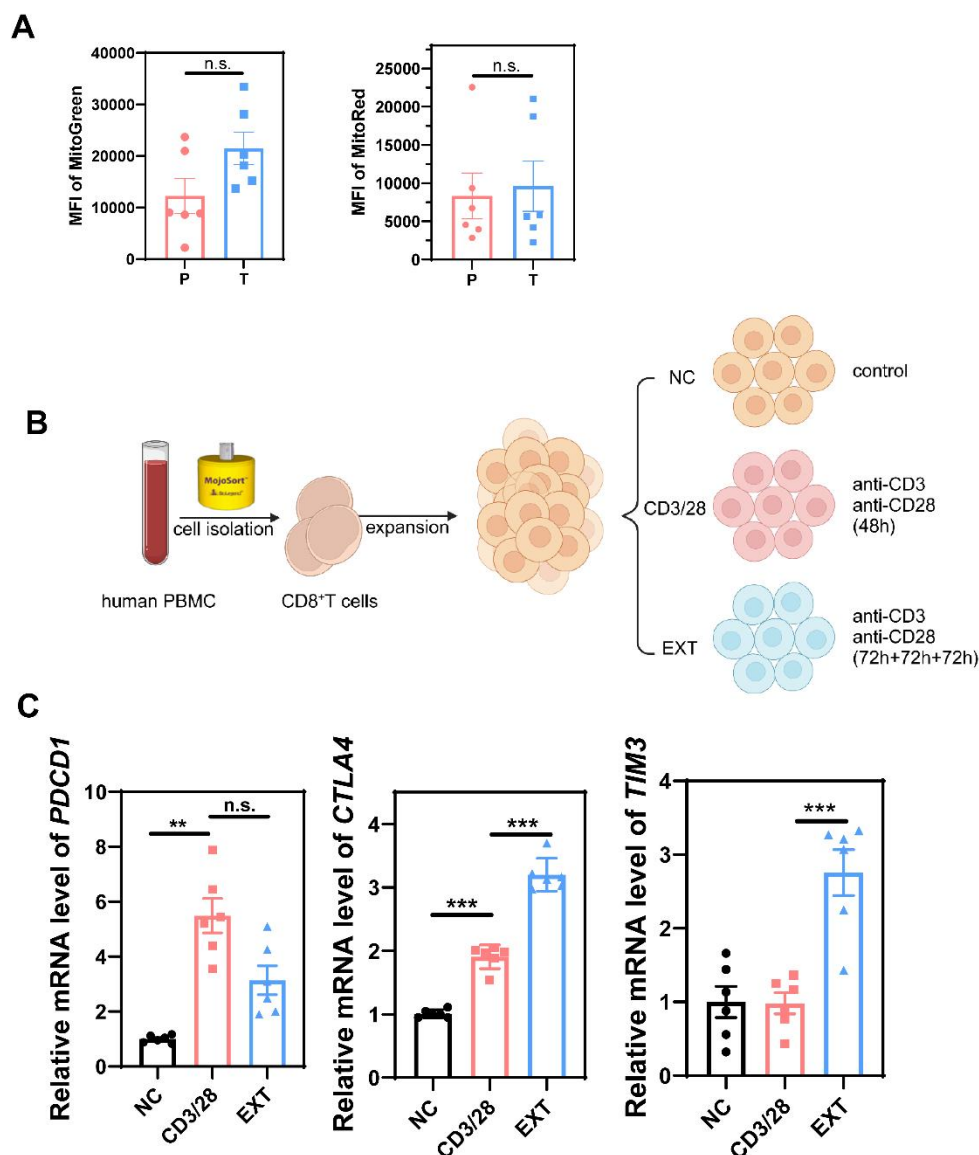 A
MFI of MitoGreen
40000
30000
20000
10000
0
n.s.
P
T
MFI of MitoRed
25000
20000
15000
10000
5000
0
n.s.
P
T
B
human PBMC
MojoSort™
cell isolation
CD8⁺T cells
expansion
NC
control
CD3/28
anti-CD3
anti-CD28
(48h)
EXT
anti-CD3
anti-CD28
(72h+72h+72h)
C
Relative mRNA level of PDCD1
10
8
6
4
2
0
**
n.s.
NC
CD3/28
EXT
Relative mRNA level of CTLA4
4
3
2
1
0
***
***
NC
CD3/28
EXT
Relative mRNA level of TIM3
4
3
2
1
0
***
NC
CD3/28
EXT